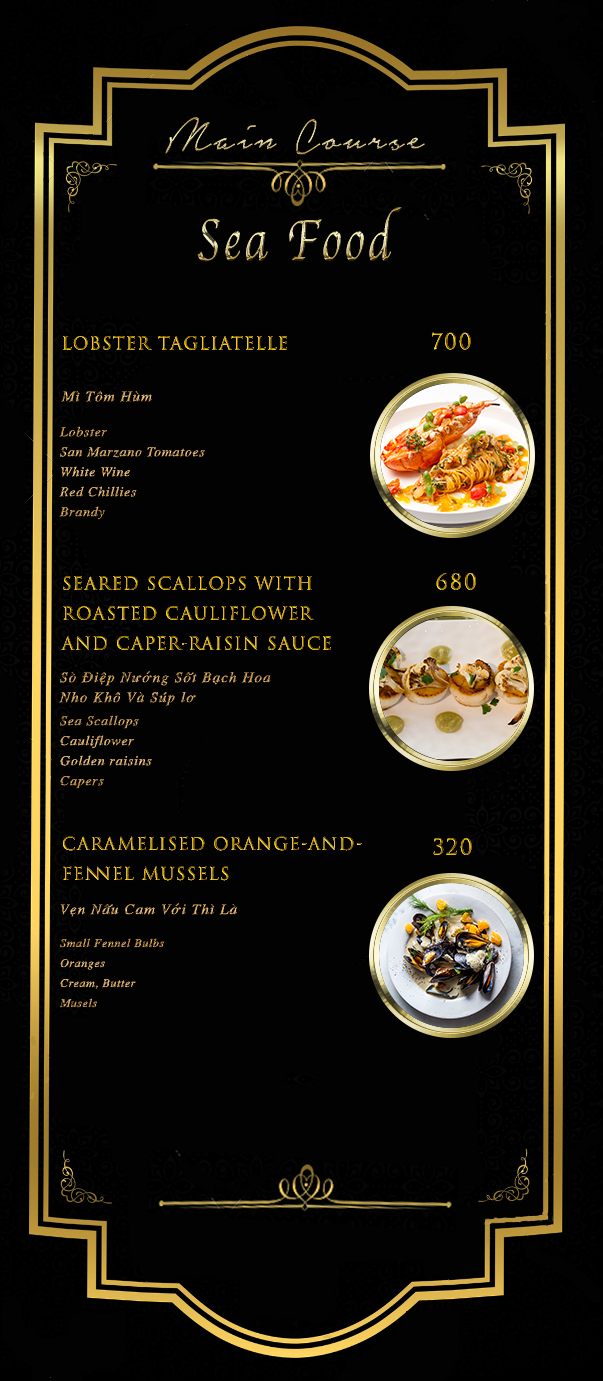 Main Course
Sea Food
LOBSTER TAGLIATELLE 700
Mì Tôm Hùm
Lobster
San Marzano Tomatoes
White Wine
Red Chillies
Brandy
SEARED SCALLOPS WITH 680
ROASTED CAULIFLOWER
AND CAPER-RAISIN SAUCE
Sò Điệp Nướng Sốt Bạch Hoa
Nho Khô Và Súp lơ
Sea Scallops
Cauliflower
Golden raisins
Capers
CARAMELISED ORANGE-AND- 320
FENNEL MUSSELS
Vẹn Nấu Cam Với Thì Là
Small Fennel Bulbs
Oranges
Cream, Butter
Musels